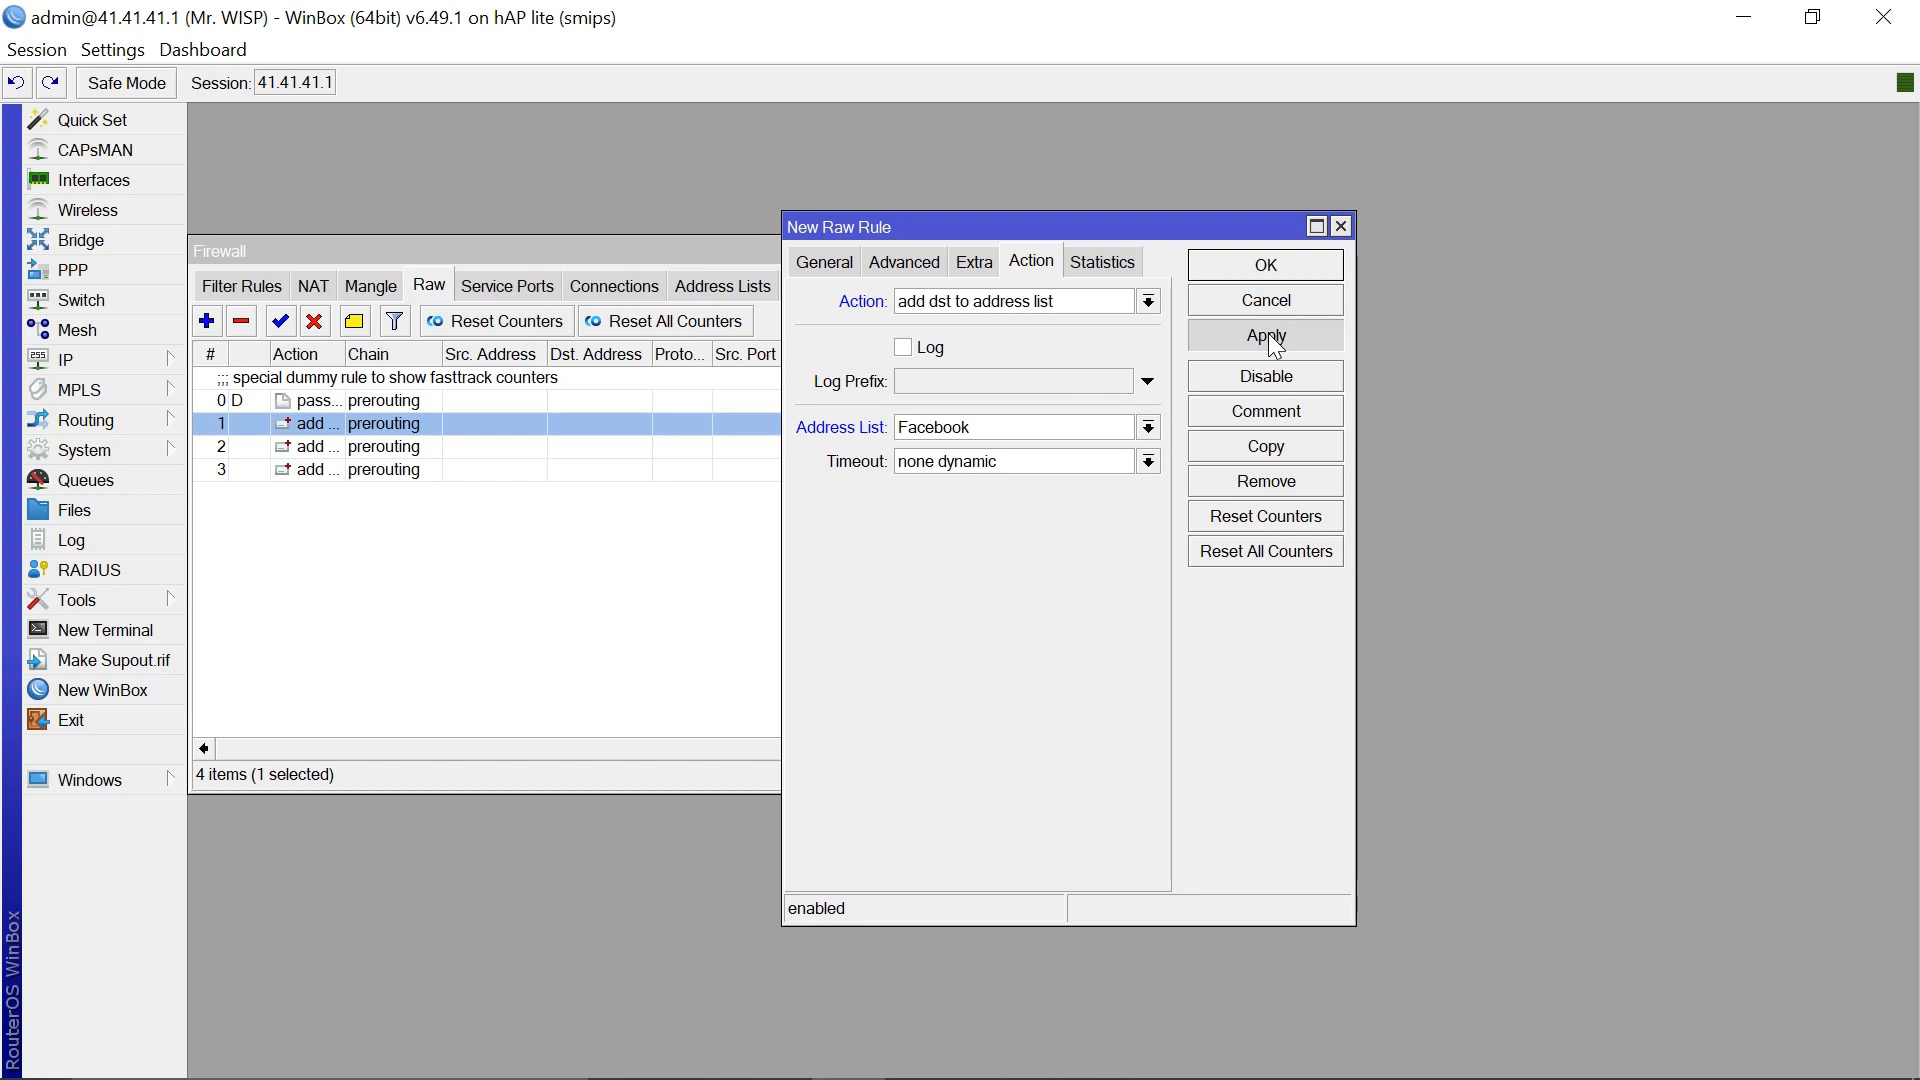 admin@41.41.41.1 (Mr. WISP) - WinBox (64bit) v6.49.1 on hAP lite (smips)
Session Settings Dashboard
Safe Mode Session: 41.41.41.1
Quick Set
CAPsMAN
Interfaces
Wireless
Bridge
PPP
Switch
Mesh
IP
MPLS
Routing
System
Queues
Files
Log
RADIUS
Tools
New Terminal
Make Supout.rif
New WinBox
Exit
Windows
RouterOS WinBox
Firewall
Filter Rules NAT Mangle Raw Service Ports Connections Address Lists
Reset Counters Reset All Counters
# Action Chain Src. Address Dst. Address Proto... Src. Port
;;; special dummy rule to show fasttrack counters
0 D pass... prerouting
1 add ... prerouting
2 add ... prerouting
3 add ... prerouting
4 items (1 selected)
New Raw Rule
General Advanced Extra Action Statistics
Action: add dst to address list
Log
Log Prefix:
Address List: Facebook
Timeout: none dynamic
OK
Cancel
Apply
Disable
Comment
Copy
Remove
Reset Counters
Reset All Counters
enabled